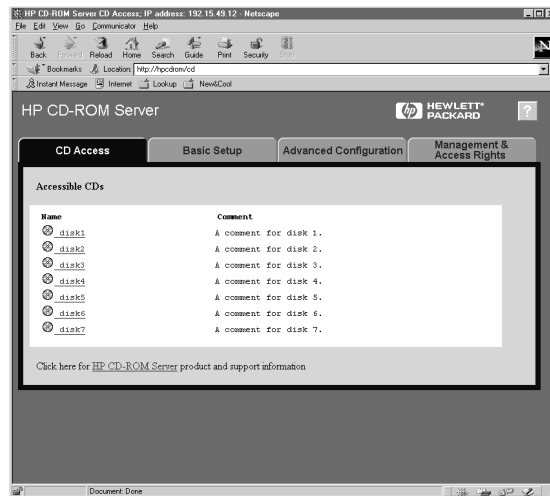 HP CD-ROM Server CD Access; IP address: 192.15.49.12 - Netscape
File Edit View Go Communicator Help
Back Forward Reload Home Search Guide Print Security Stop
Bookmarks Location: http://hpcdrom/cd
Instant Message Internet Lookup New&Cool
HP CD-ROM Server
hp HEWLETT® PACKARD
?
CD Access
Basic Setup
Advanced Configuration
Management & Access Rights
Accessible CDs
Name Comment
disk1 A comment for disk 1.
disk2 A comment for disk 2.
disk3 A comment for disk 3.
disk4 A comment for disk 4.
disk5 A comment for disk 5.
disk6 A comment for disk 6.
disk7 A comment for disk 7.
Click here for HP CD-ROM Server product and support information
Document: Done